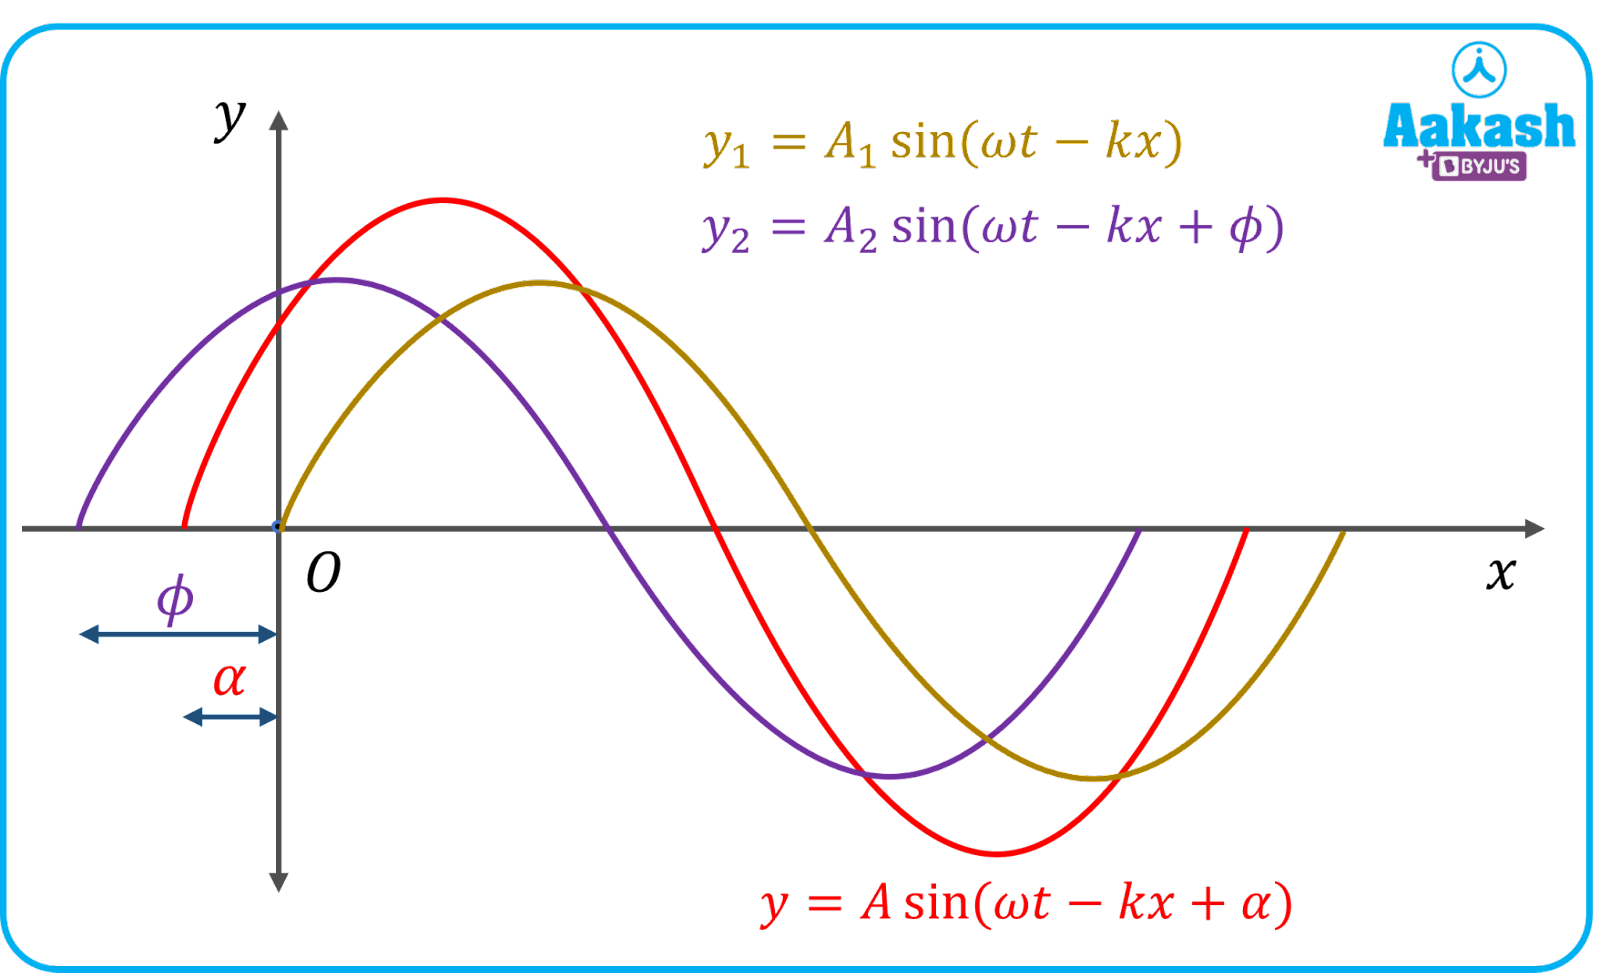 y
y₁ = A₁ sin(ωt − kx)
y₂ = A₂ sin(ωt − kx + ϕ)
Aakash
+ BYJU'S
O
x
ϕ
α
y = A sin(ωt − kx + α)